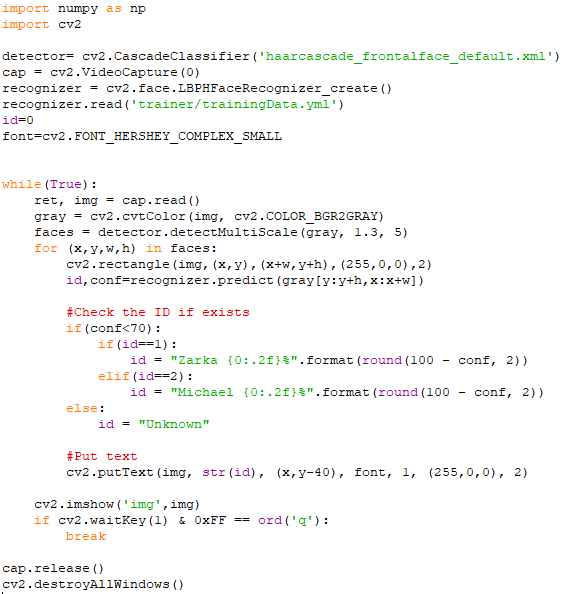 import numpy as np
import cv2
detector= cv2.CascadeClassifier('haarcascade_frontalface_default.xml')
cap = cv2.VideoCapture(0)
recognizer = cv2.face.LBPHFaceRecognizer_create()
recognizer.read('trainer/trainingData.yml')
id=0
font=cv2.FONT_HERSHEY_COMPLEX_SMALL
while(True):
    ret, img = cap.read()
    gray = cv2.cvtColor(img, cv2.COLOR_BGR2GRAY)
    faces = detector.detectMultiScale(gray, 1.3, 5)
    for (x,y,w,h) in faces:
        cv2.rectangle(img,(x,y),(x+w,y+h),(255,0,0),2)
        id,conf=recognizer.predict(gray[y:y+h,x:x+w])
        #Check the ID if exists
        if(conf<70):
            if(id==1):
                id = "Zarka {0:.2f}%".format(round(100 - conf, 2))
            elif(id==2):
                id = "Michael {0:.2f}%".format(round(100 - conf, 2))
        else:
            id = "Unknown"
        #Put text
        cv2.putText(img, str(id), (x,y-40), font, 1, (255,0,0), 2)
    cv2.imshow('img',img)
    if cv2.waitKey(1) & 0xFF == ord('q'):
        break
cap.release()
cv2.destroyAllWindows()